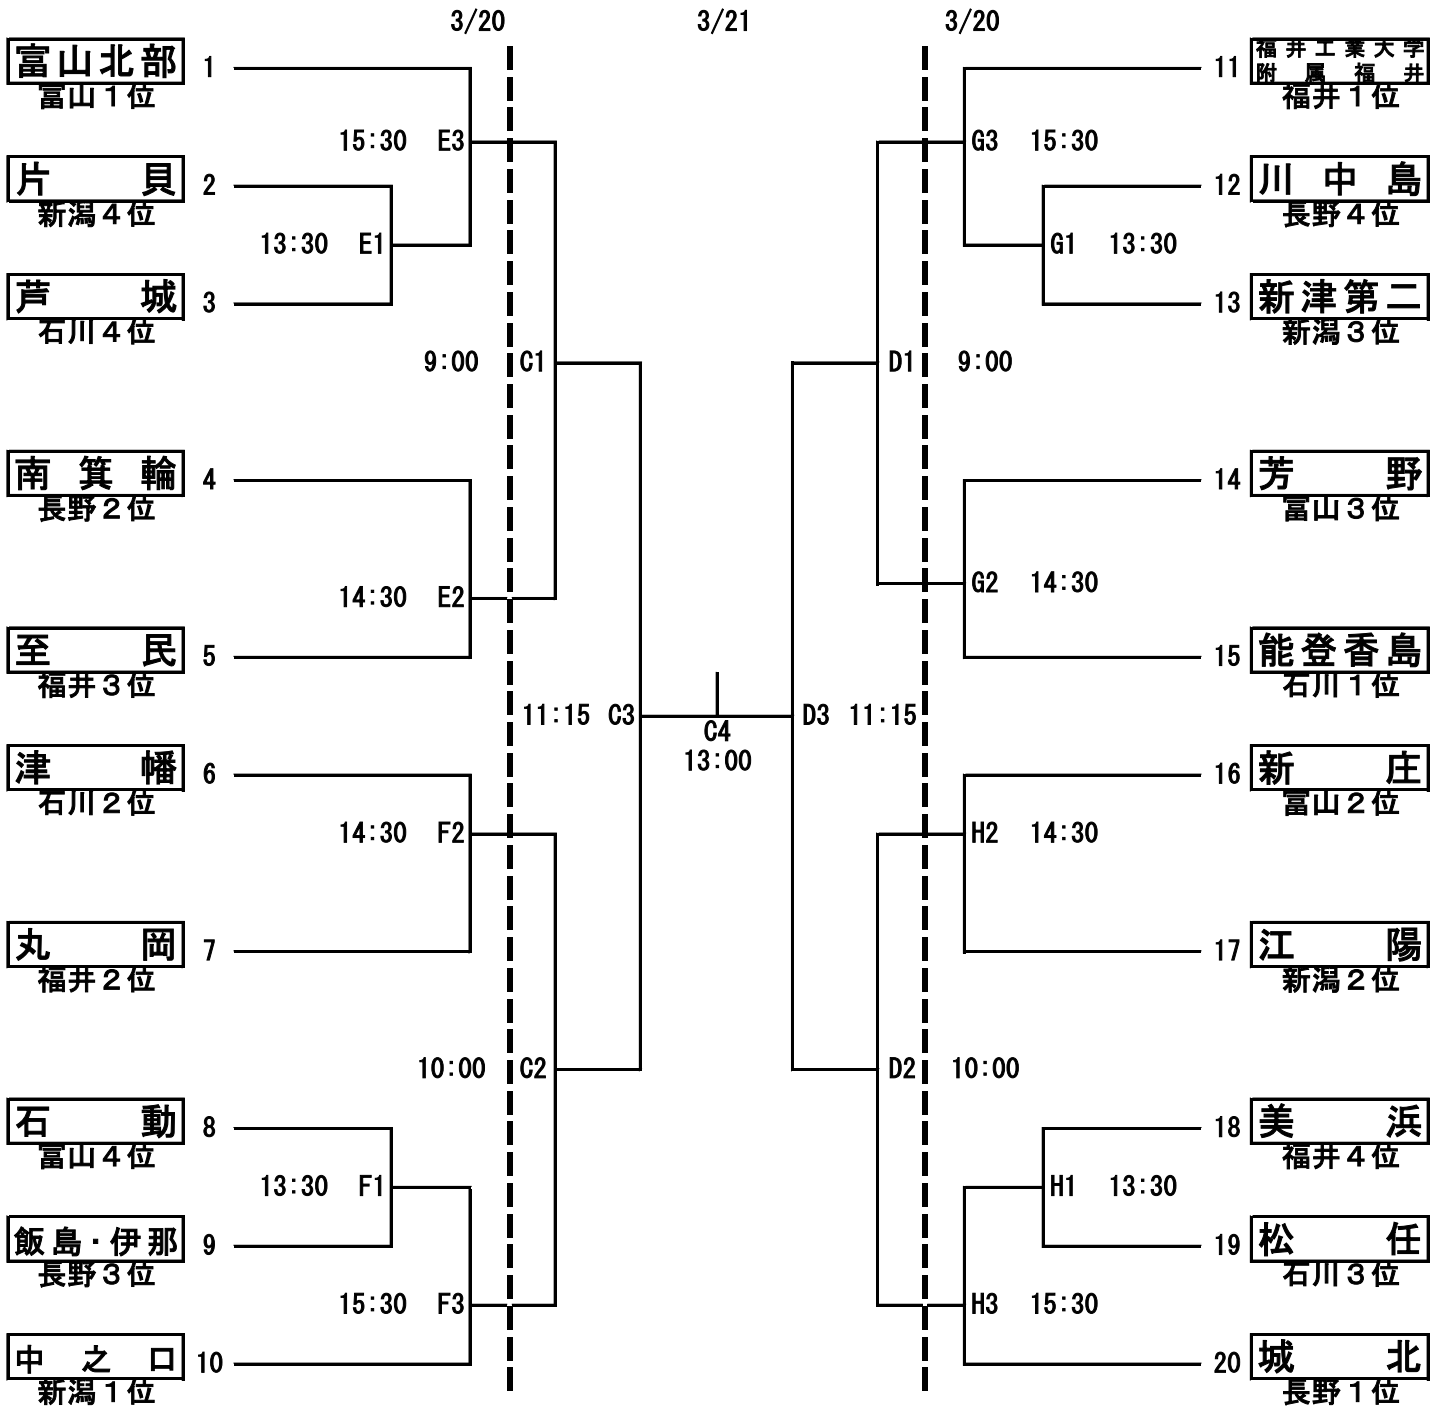 3/20 3/21 3/20
富山北部 1
富山1位
15:30 E3
片貝 2
新潟4位
13:30 E1
芦城 3
石川4位
9:00 C1
南箕輪 4
長野2位
14:30 E2
至民 5
福井3位
11:15 C3
津幡 6
石川2位
14:30 F2
丸岡 7
福井2位
10:00 C2
石動 8
富山4位
13:30 F1
飯島・伊那 9
長野3位
15:30 F3
中之口 10
新潟1位
C4
13:00
11 福井工業大学
附属福井
福井1位
G3 15:30
12 川中島
長野4位
G1 13:30
13 新津第二
新潟3位
D1 9:00
14 芳野
富山3位
G2 14:30
15 能登香島
石川1位
D3 11:15
16 新庄
富山2位
H2 14:30
17 江陽
新潟2位
D2 10:00
18 美浜
福井4位
H1 13:30
19 松任
石川3位
H3 15:30
20 城北
長野1位